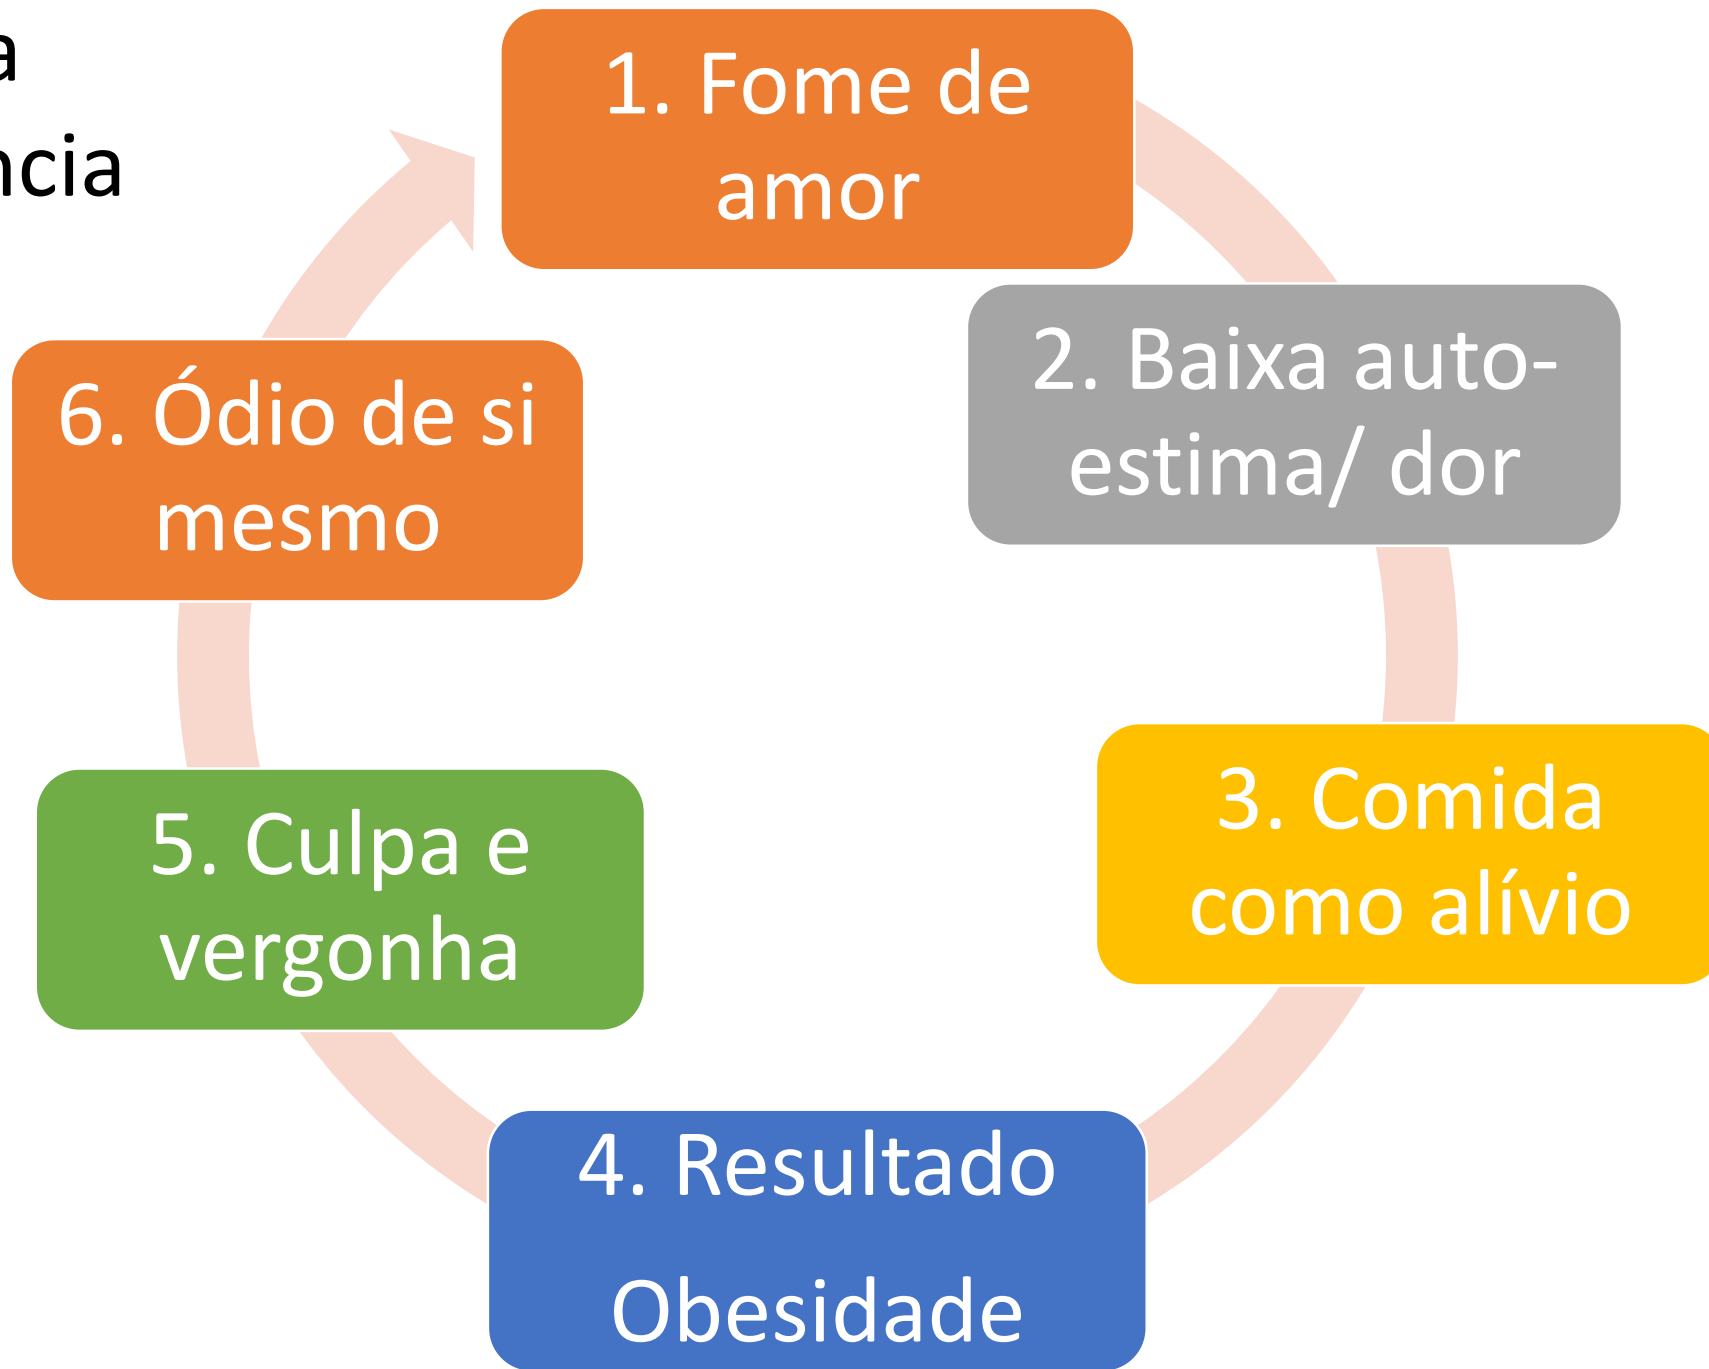 1. Fome de
amor
2. Baixa auto-
estima/ dor
3. Comida
como alívio
4. Resultado
Obesidade
5. Culpa e
vergonha
6. Ódio de si
mesmo